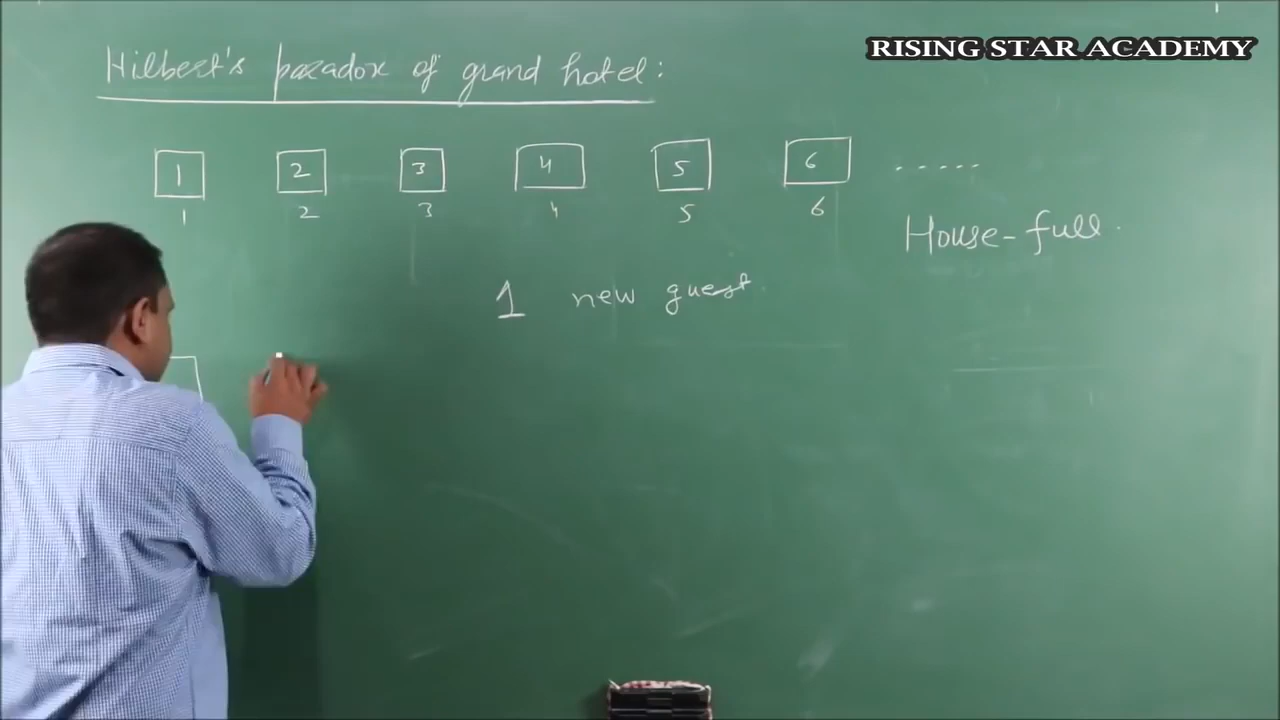 RISING STAR ACADEMY
Hilbert's paradox of grand hotel:
1 2 3 4 5 6 .....
1 2 3 4 5 6
House-full.
1 new guest.